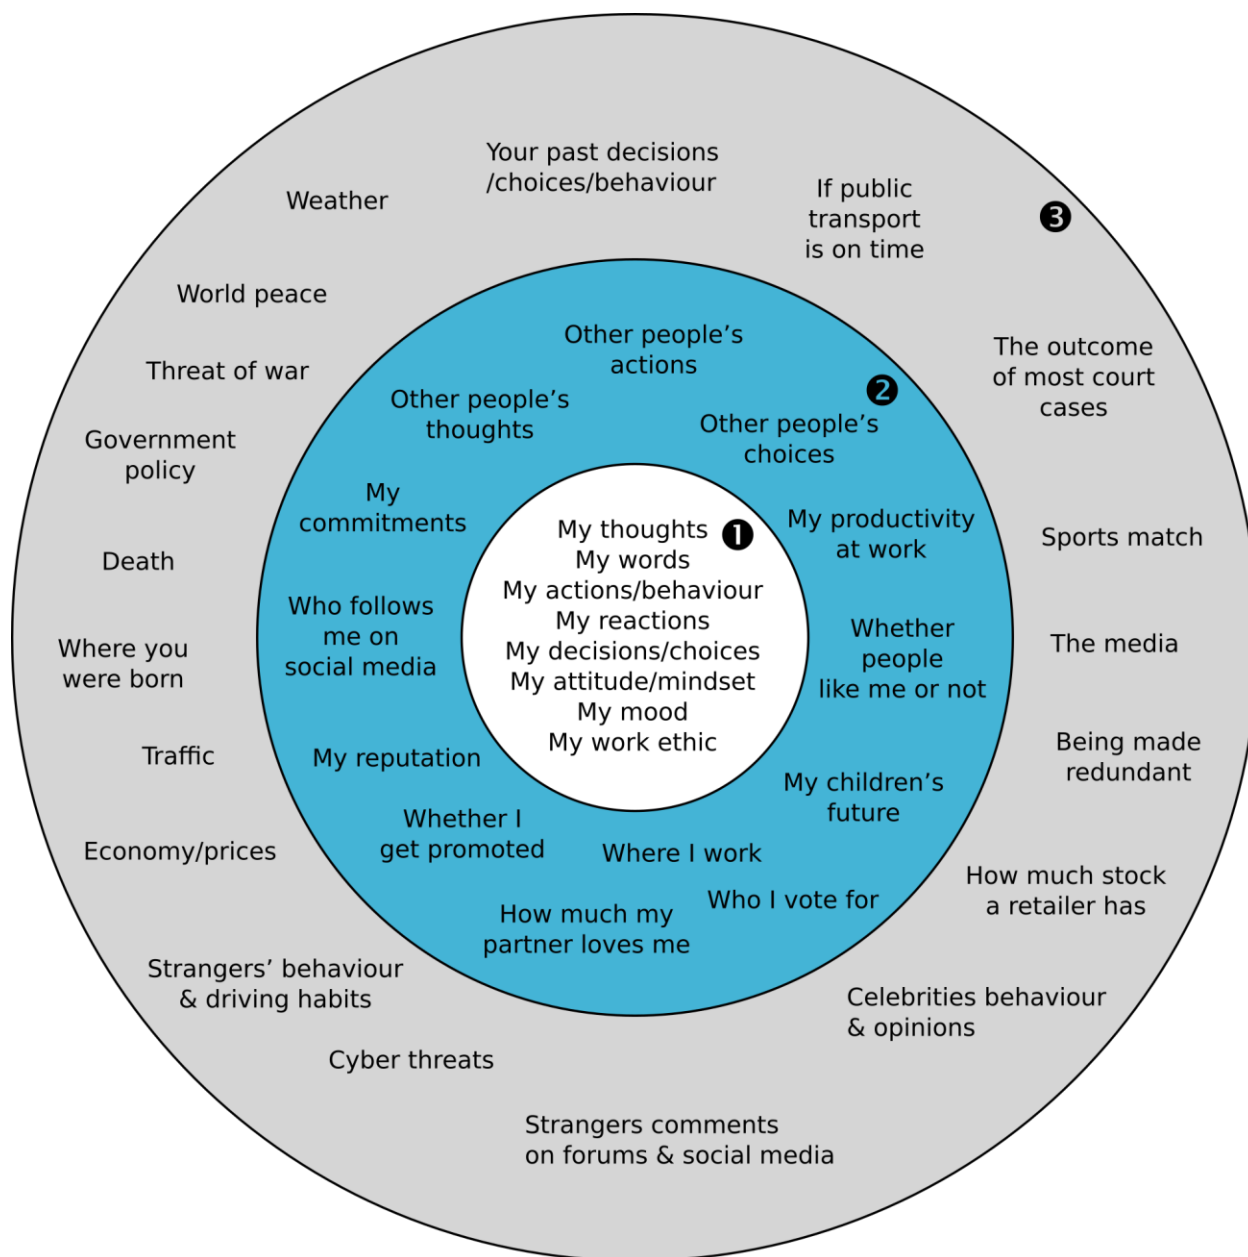 Your past decisions
/choices/behaviour
Weather
If public
transport
is on time
❸
World peace
Threat of war
Government
policy
Death
Where you
were born
Traffic
Economy/prices
Strangers’ behaviour
& driving habits
Cyber threats
Strangers comments
on forums & social media
Celebrities behaviour
& opinions
How much stock
a retailer has
Being made
redundant
The media
Sports match
The outcome
of most court
cases
Other people’s
actions
❷
Other people’s
thoughts
Other people’s
choices
My
commitments
My productivity
at work
Who follows
me on
social media
Whether
people
like me or not
My reputation
My children’s
future
Whether I
get promoted
Where I work
Who I vote for
How much my
partner loves me
❶
My thoughts
My words
My actions/behaviour
My reactions
My decisions/choices
My attitude/mindset
My mood
My work ethic